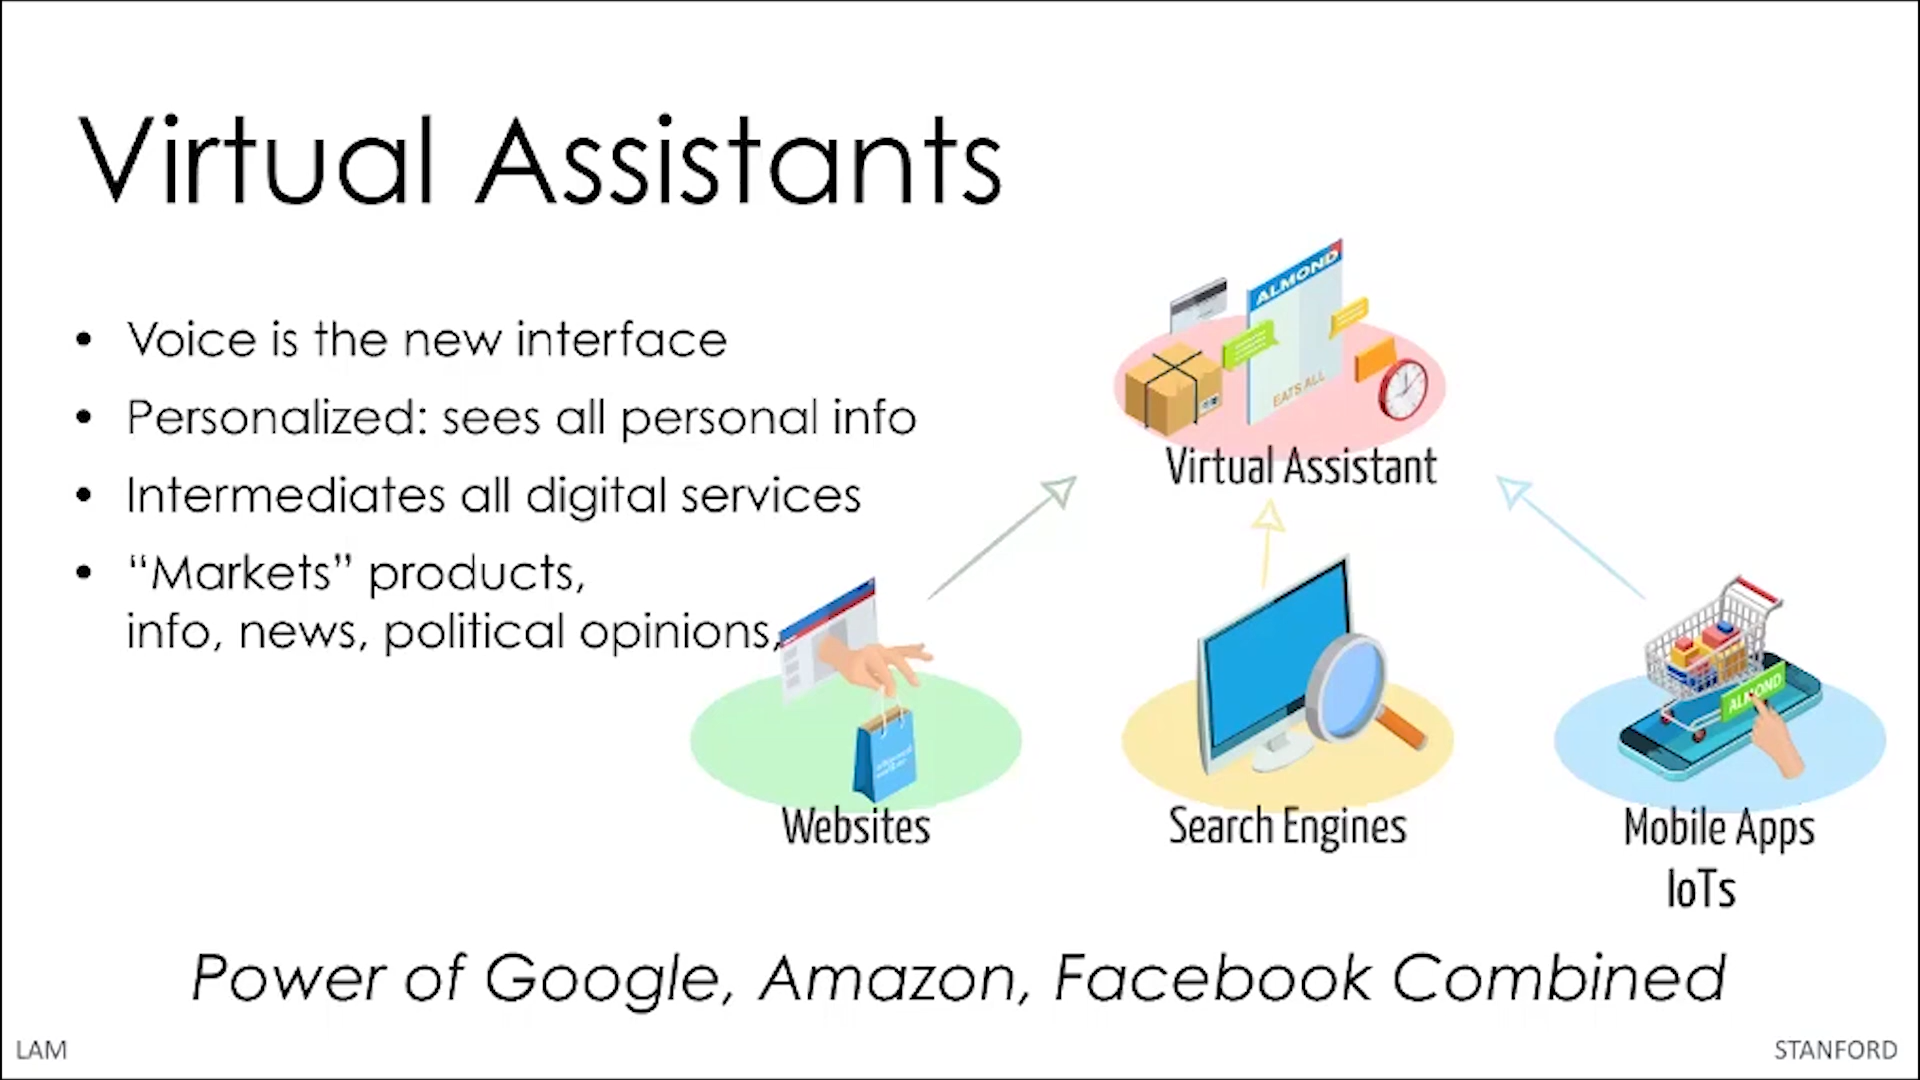 Virtual Assistants
• Voice is the new interface
• Personalized: sees all personal info
• Intermediates all digital services
• “Markets” products,
info, news, political opinions,
ALMOND
EATS ALL
Virtual Assistant
ALMOND
Websites
Search Engines
Mobile Apps
IoTs
Power of Google, Amazon, Facebook Combined
LAM
STANFORD